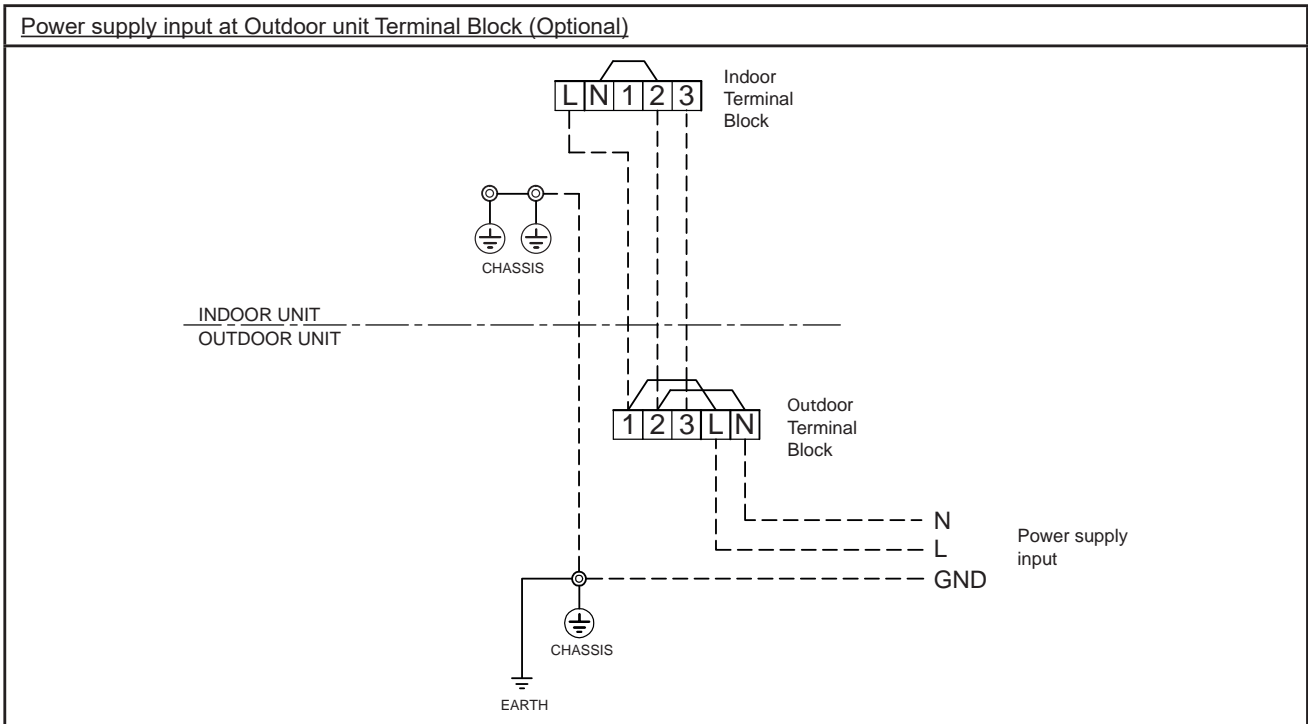 Power supply input at Outdoor unit Terminal Block (Optional)
L N 1 2 3
Indoor
Terminal
Block
CHASSIS
INDOOR UNIT
OUTDOOR UNIT
1 2 3 L N
Outdoor
Terminal
Block
N
L
GND
Power supply
input
CHASSIS
EARTH